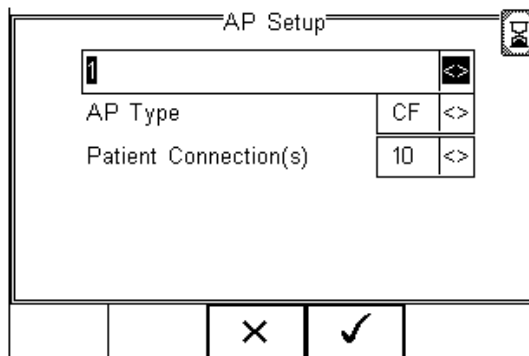 AP Setup
1 <>
AP Type CF <>
Patient Connection(s) 10 <>